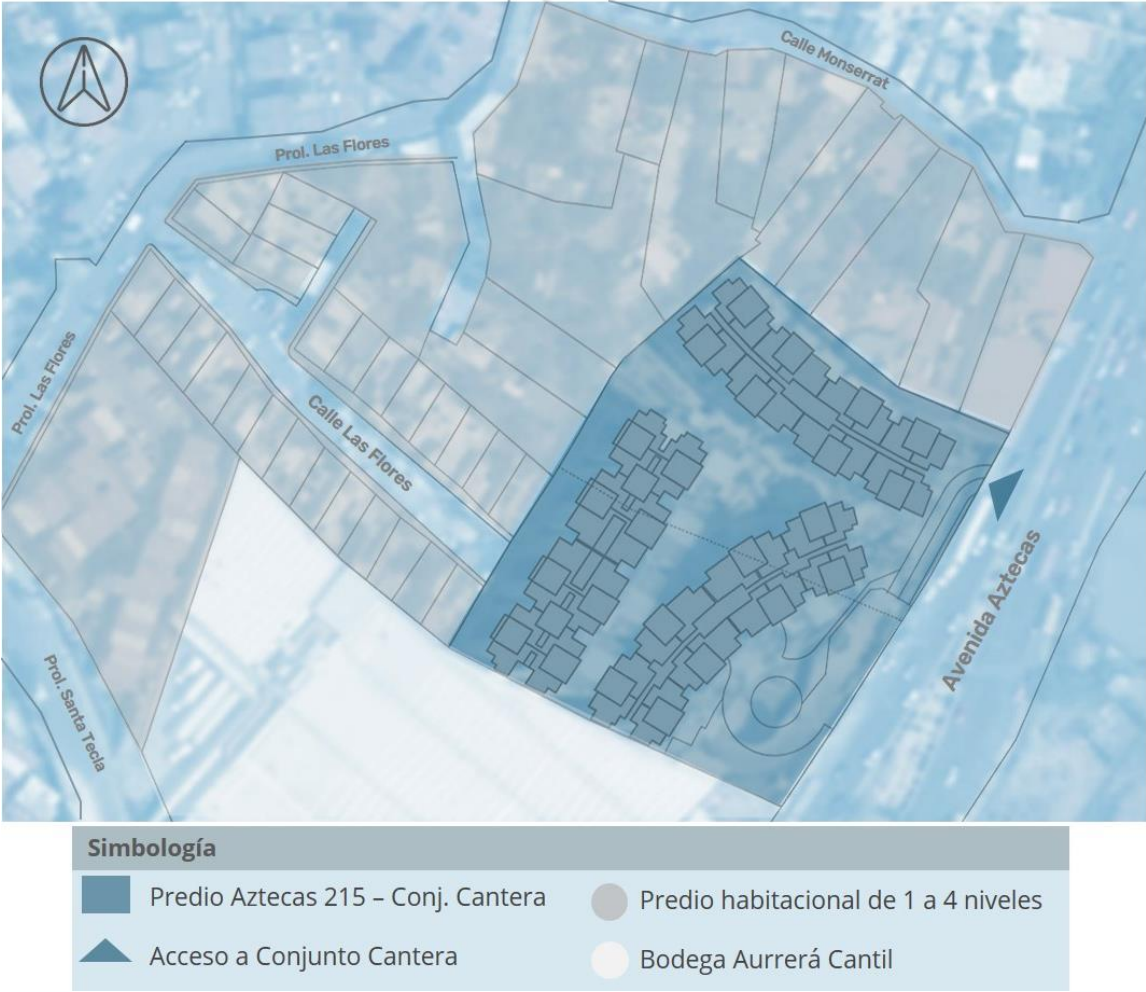 Calle Monserrat
Prol. Las Flores
Prol. Las Flores
Calle Las Flores
Avenida Aztecas
Prol. Santa Tecla
Simbología
Predio Aztecas 215 – Conj. Cantera
Predio habitacional de 1 a 4 niveles
Acceso a Conjunto Cantera
Bodega Aurrerá Cantil